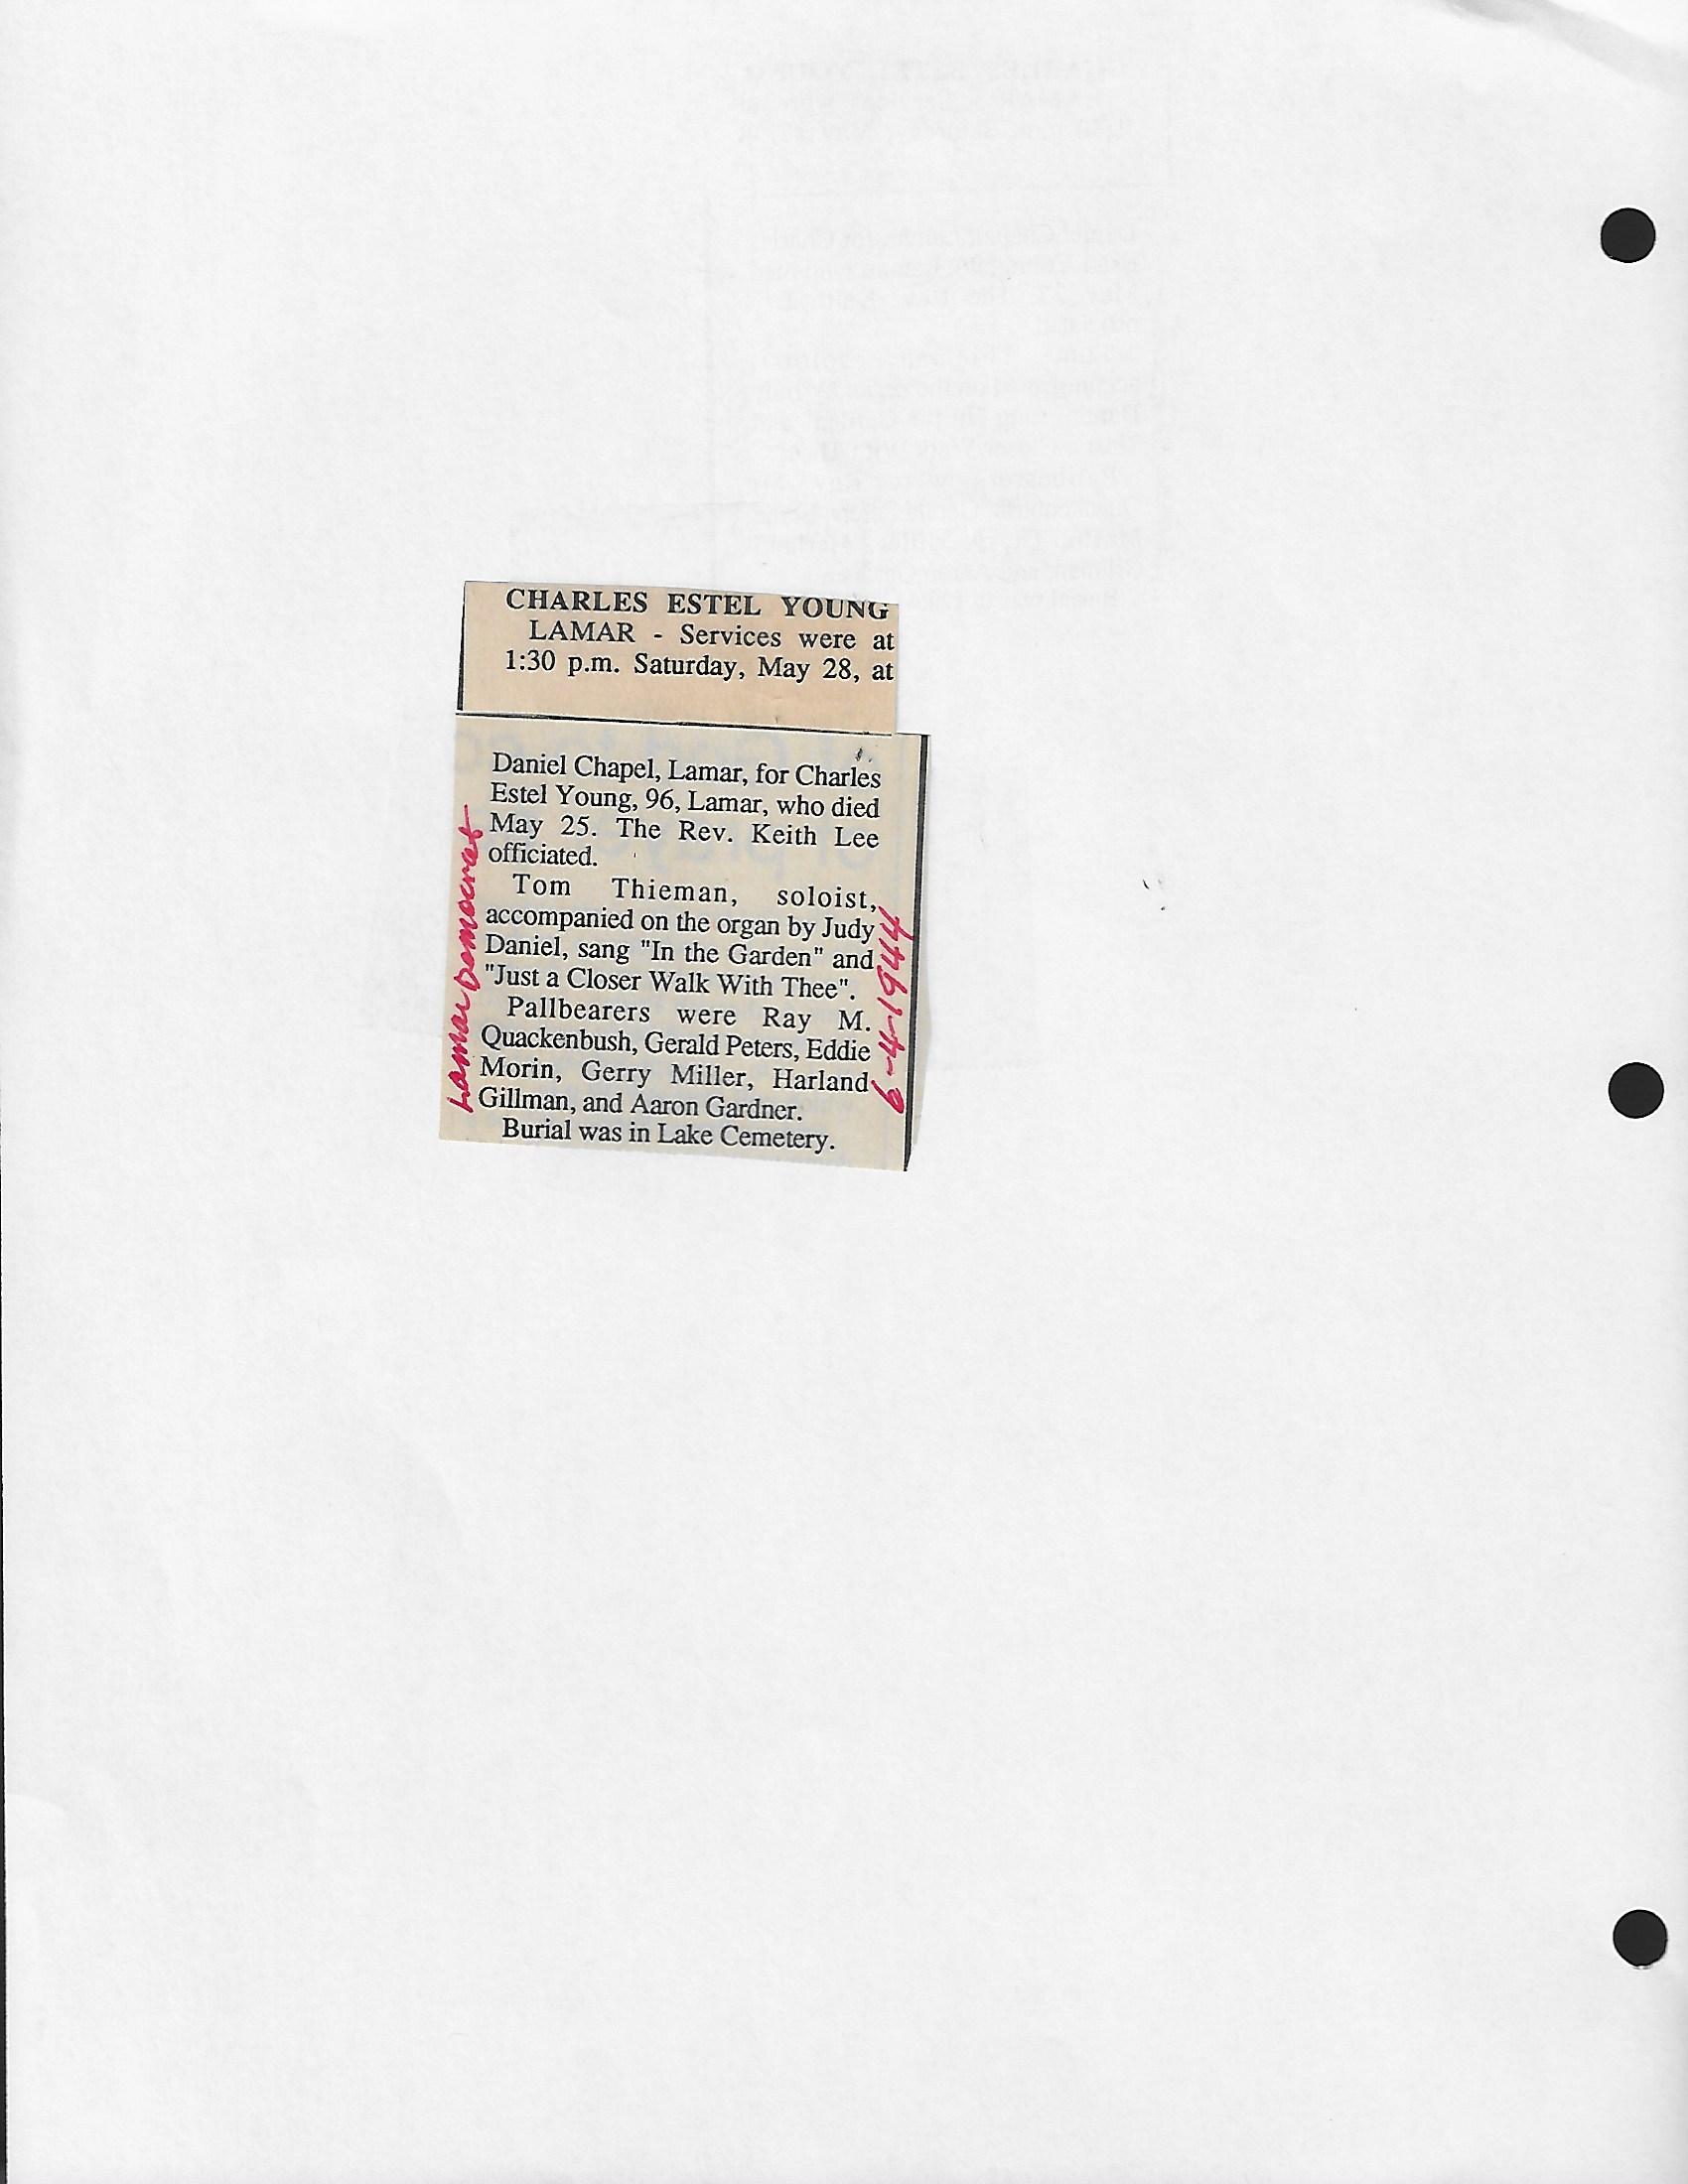 CHARLES ESTEL YOUNG
LAMAR - Services were at
1:30 p.m. Saturday, May 28, at
Daniel Chapel, Lamar, for Charles
Estel Young, 96, Lamar, who died
May 25. The Rev. Keith Lee
officiated.
Tom Thieman, soloist,
accompanied on the organ by Judy
Daniel, sang "In the Garden" and
"Just a Closer Walk With Thee".
Pallbearers were Ray M.
Quackenbush, Gerald Peters, Eddie
Morin, Gerry Miller, Harland
Gillman, and Aaron Gardner.
Burial was in Lake Cemetery.
Lamar Democrat
6-4-1944